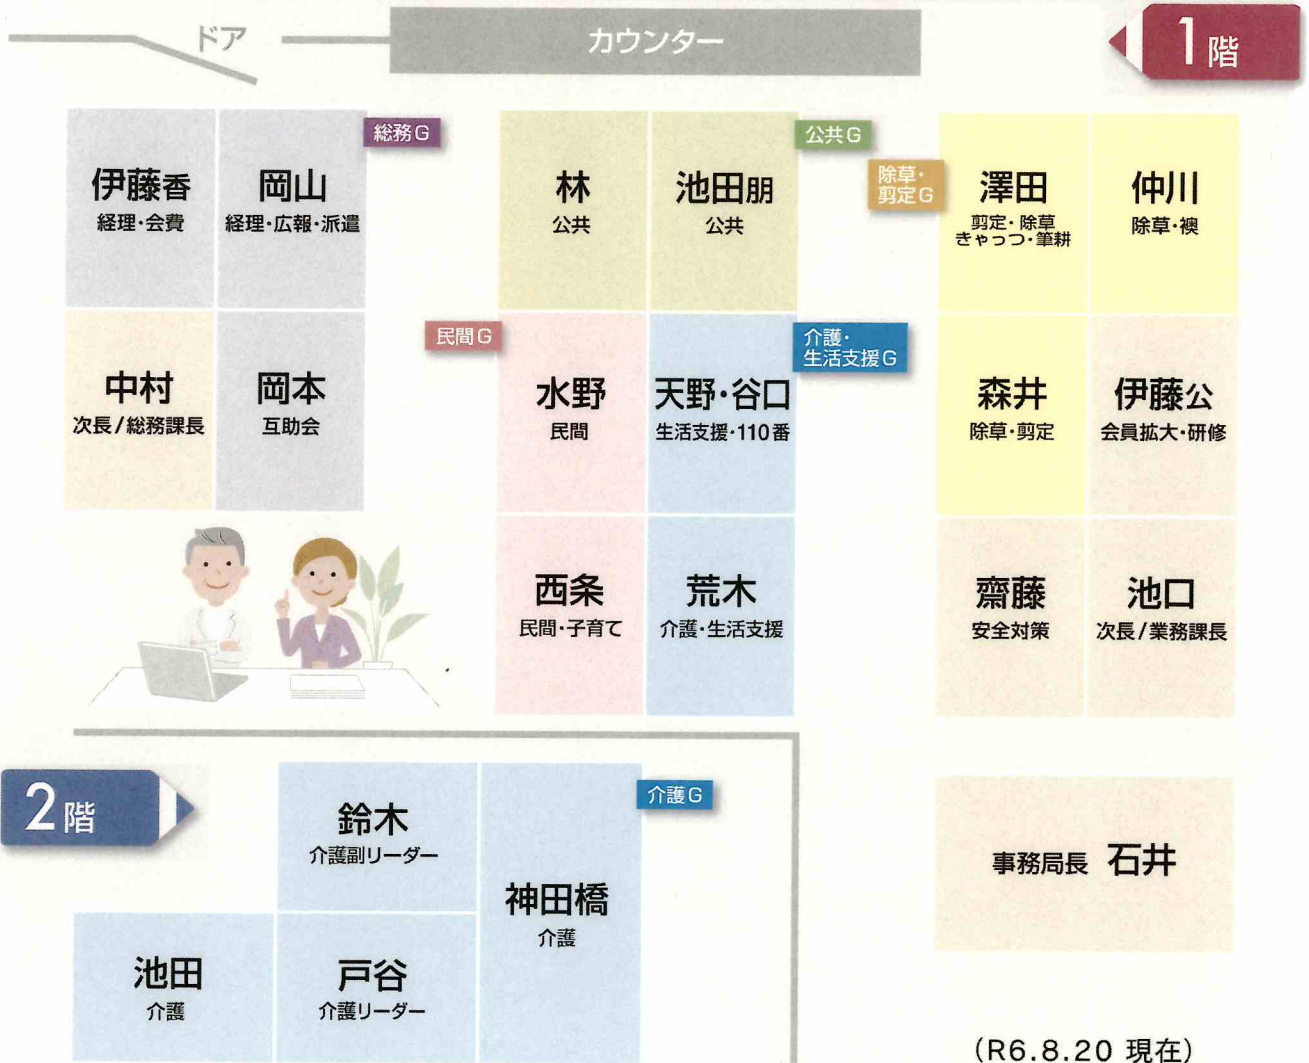 ドア
カウンター
1階
総務G
伊藤香
経理・会費
岡山
経理・広報・派遣
中村
次長/総務課長
岡本
互助会
公共G
林
公共
池田朋
公共
民間G
水野
民間
介護・
生活支援G
天野・谷口
生活支援・110番
西条
民間・子育て
荒木
介護・生活支援
除草・
剪定G
澤田
剪定・除草
きゃっつ・筆耕
仲川
除草・襖
森井
除草・剪定
伊藤公
会員拡大・研修
齋藤
安全対策
池口
次長/業務課長
事務局長 石井
2階
介護G
鈴木
介護副リーダー
神田橋
介護
池田
介護
戸谷
介護リーダー
(R6.8.20 現在)